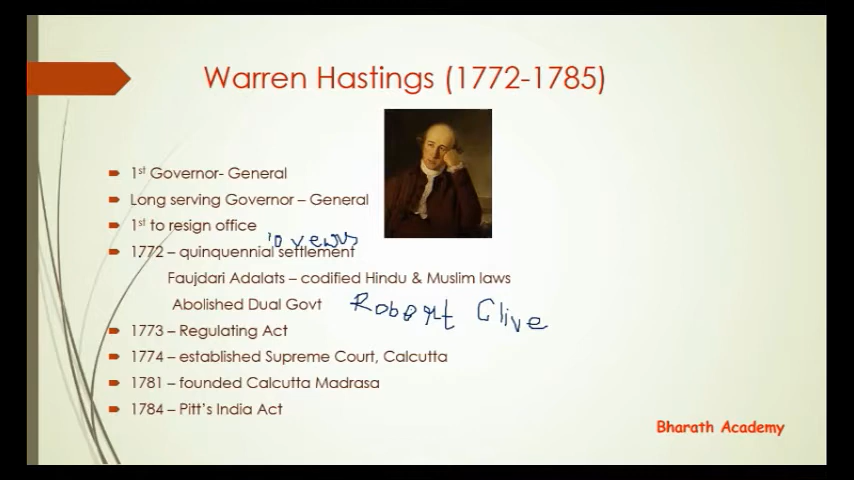 Warren Hastings (1772-1785)
1st Governor- General
Long serving Governor – General
1st to resign office
10 years
1772 – quinquennial settlement
Faujdari Adalats – codified Hindu & Muslim laws
Abolished Dual Govt Robert Clive
1773 – Regulating Act
1774 – established Supreme Court, Calcutta
1781 – founded Calcutta Madrasa
1784 – Pitt's India Act
Bharath Academy